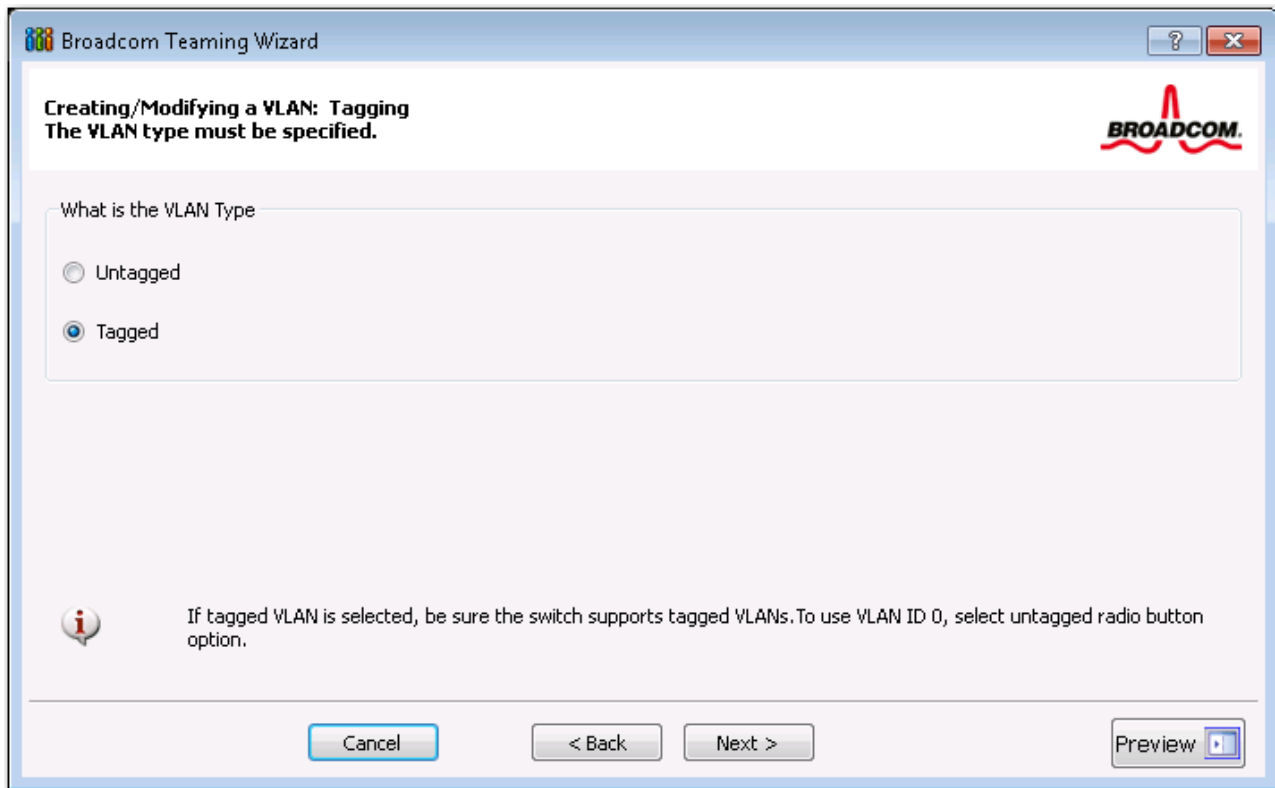 Broadcom Teaming Wizard
?
Creating/Modifying a VLAN: Tagging
The VLAN type must be specified.
BROADCOM.
What is the VLAN Type
Untagged
Tagged
If tagged VLAN is selected, be sure the switch supports tagged VLANs.To use VLAN ID 0, select untagged radio button
option.
Cancel
< Back
Next >
Preview